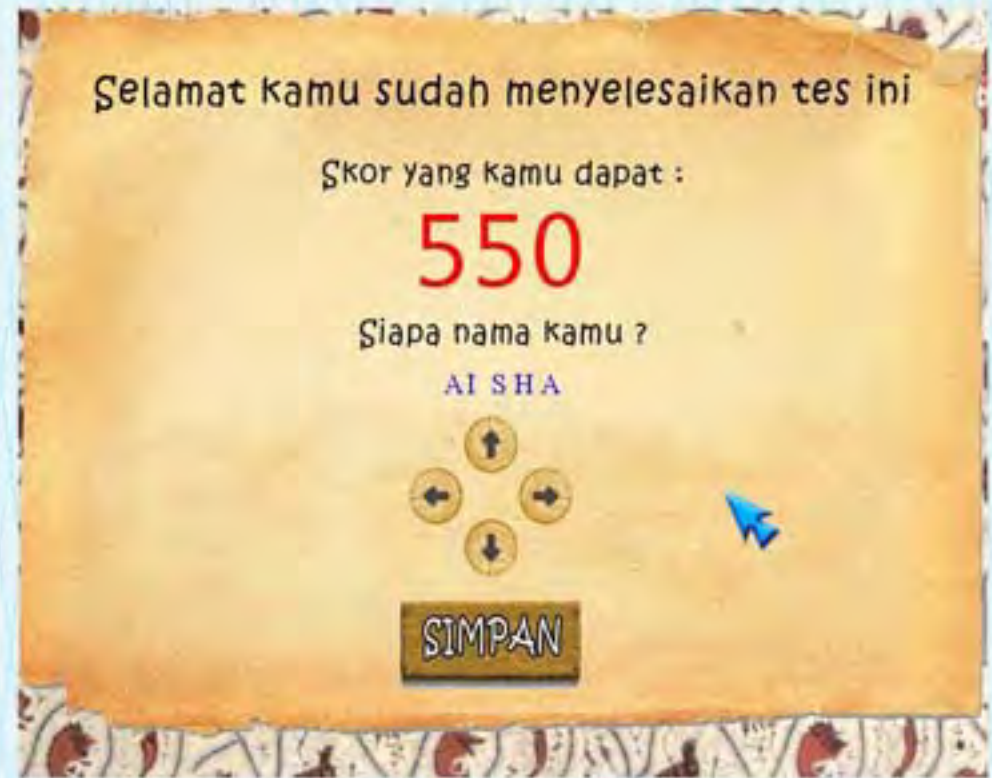 Selamat kamu sudah menyelesaikan tes ini
Skor yang kamu dapat :
550
Siapa nama kamu ?
AI SHA
SIMPAN